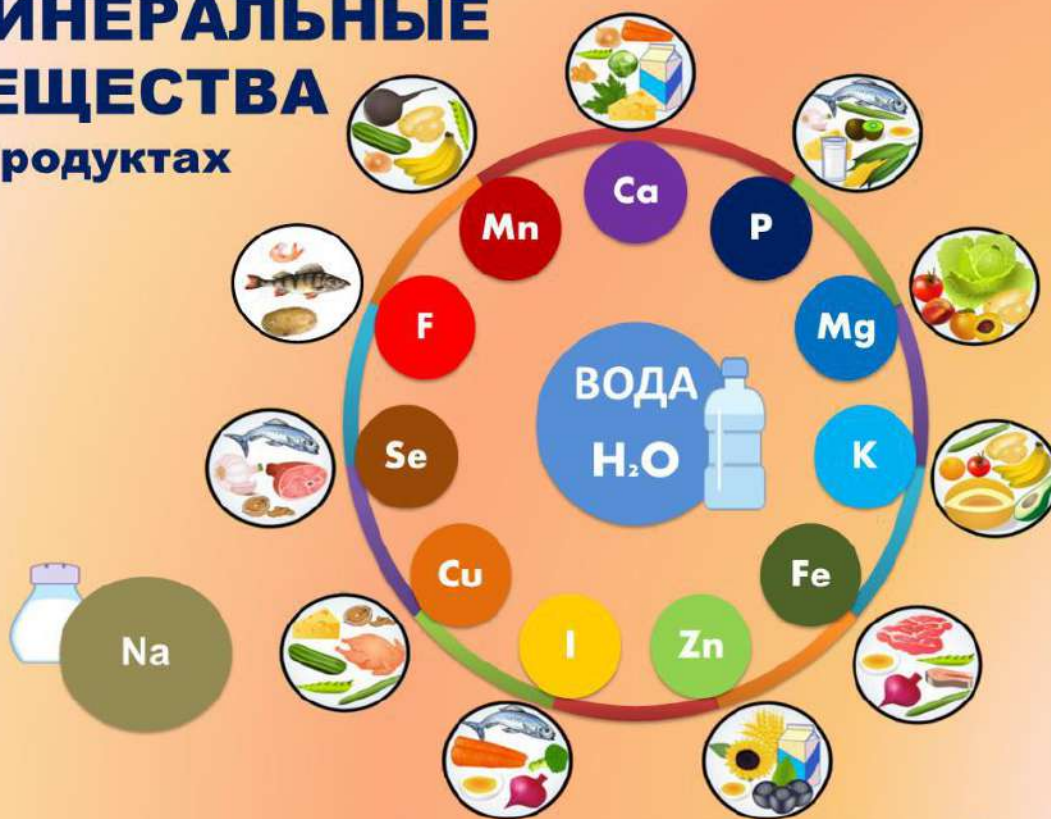 ИНЕРАЛЬНЫЕ
ЕЩЕСТВА
родуктах
Ca
Mn
P
F
Mg
ВОДА
H₂O
Se
K
Cu
Fe
I
Zn
Na